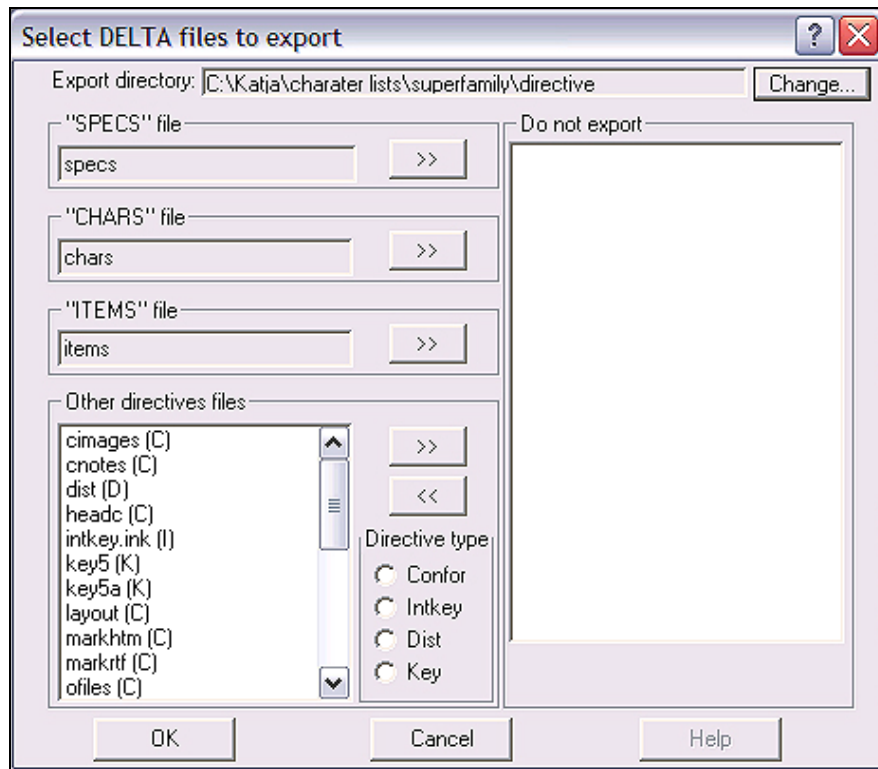 Select DELTA files to export
Export directory: C:\Katja\charater lists\superfamily\directive Change...
"SPECS" file
specs >>
"CHARS" file
chars >>
"ITEMS" file
items >>
Other directives files
cimages (C)
cnotes (C)
dist (D)
headc (C)
intkey.ink (I)
key5 (K)
key5a (K)
layout (C)
markhtm (C)
markrtf (C)
ofiles (C)
>>
<<
Directive type
Confor
Intkey
Dist
Key
Do not export
OK Cancel Help